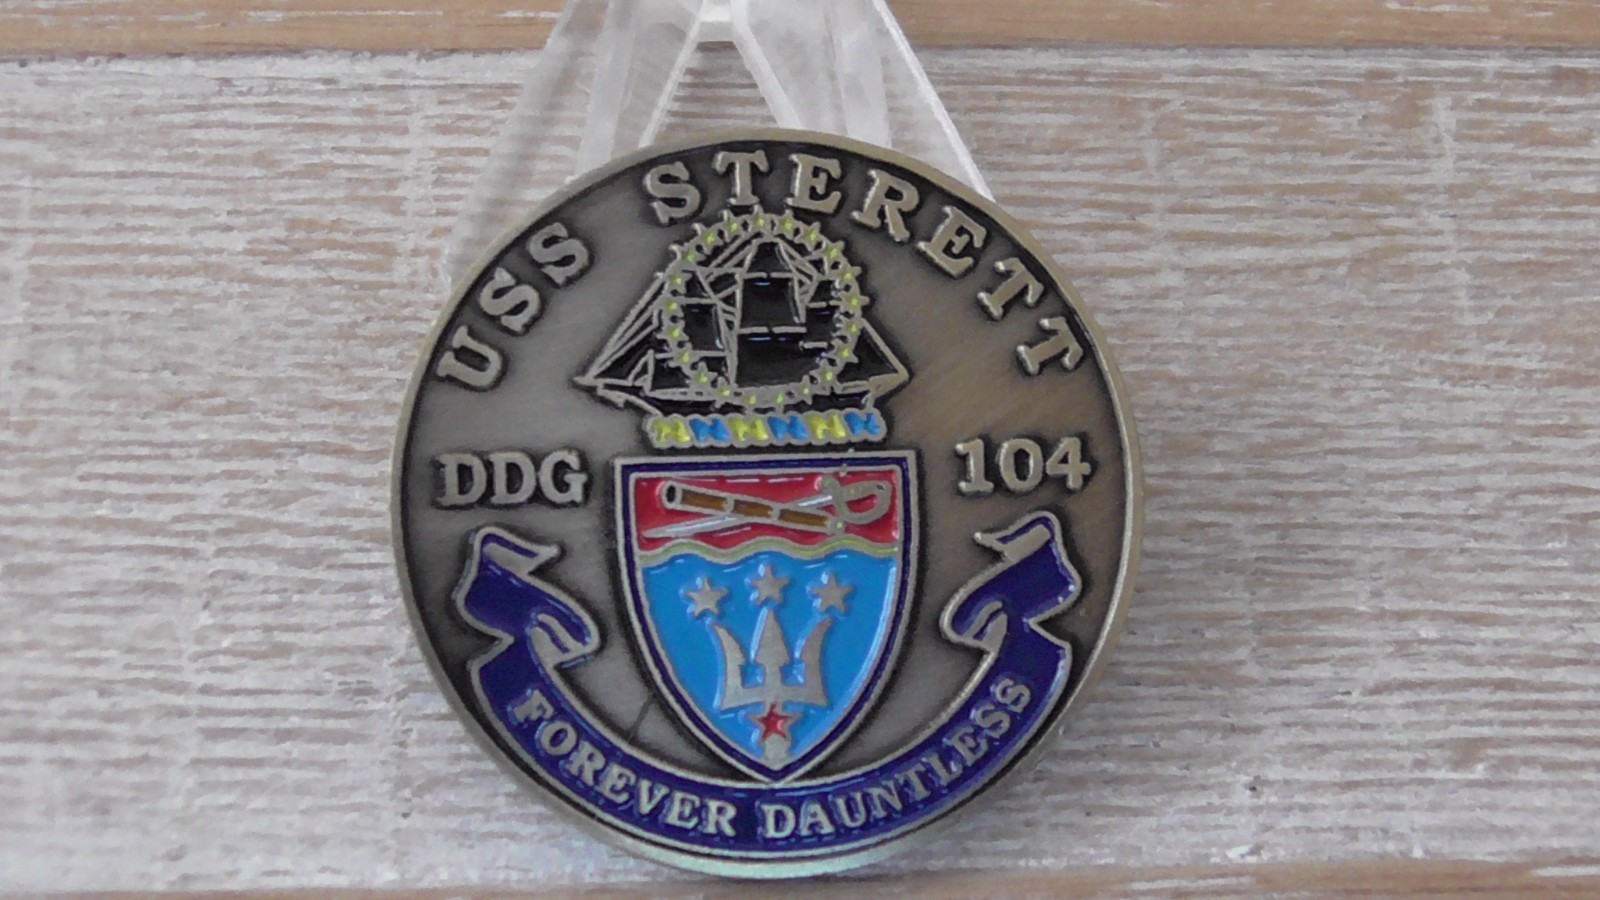 USS STERETT
DDG 104
FOREVER DAUNTLESS